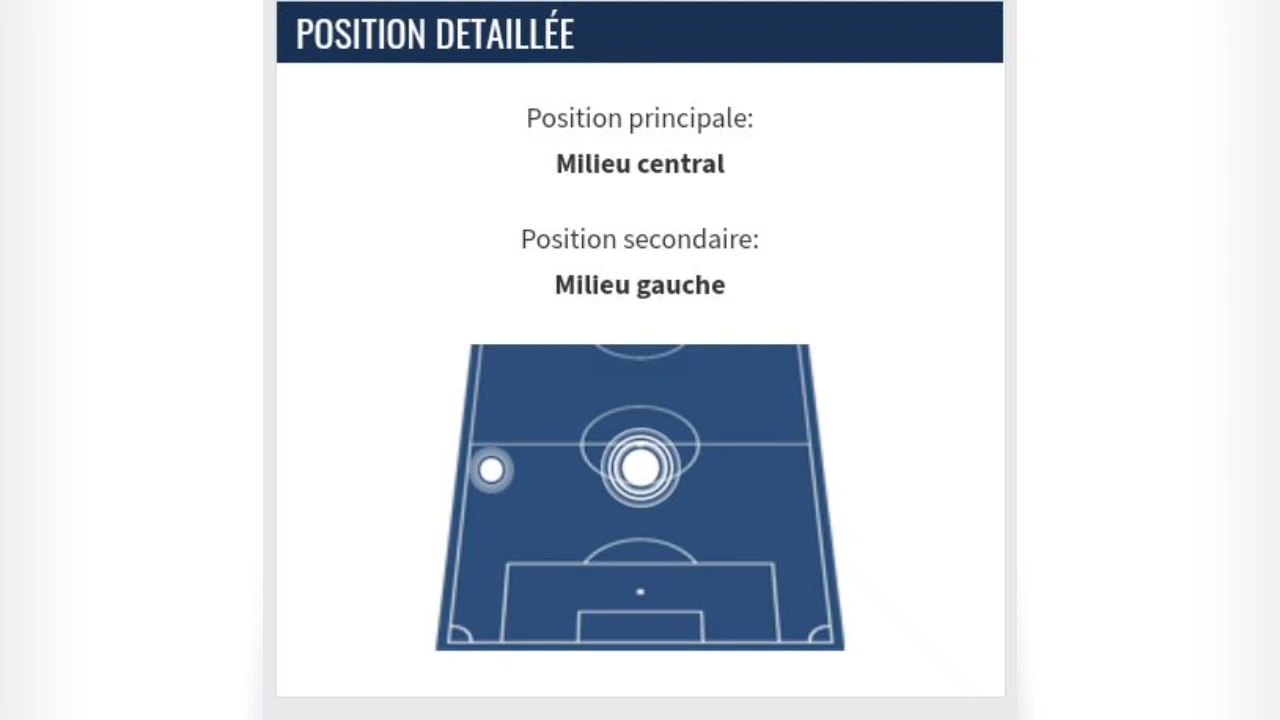 POSITION DETAILLÉE
Position principale:
Milieu central
Position secondaire:
Milieu gauche